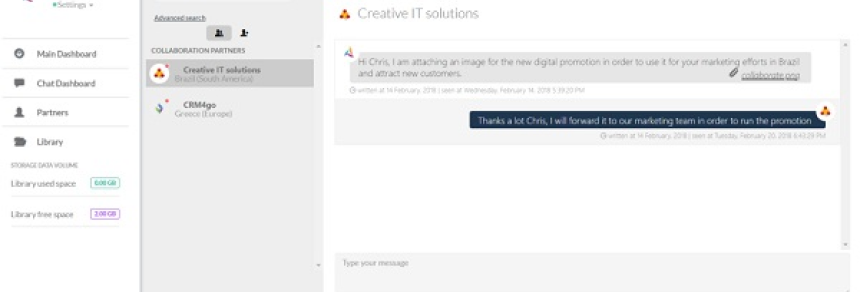 Settings
Main Dashboard
Chat Dashboard
Partners
Library
STORAGE DATA VOLUME
Library used space 0.00 GB
Library free space 2.00 GB
Advanced search
COLLABORATION PARTNERS
Creative IT solutions
Brazil (South America)
CRM4go
Greece (Europe)
Creative IT solutions
Hi Chris, I am attaching an image for the new digital promotion in order to use it for your marketing efforts in Brazil
and attract new customers.
collaborate.png
written at 14 February, 2018 | seen at Wednesday, February 14, 2018 5:39:20 PM
Thanks a lot Chris, I will forward it to our marketing team in order to run the promotion
written at 14 February, 2018 | seen at Tuesday, February 20, 2018 6:43:28 PM
Type your message